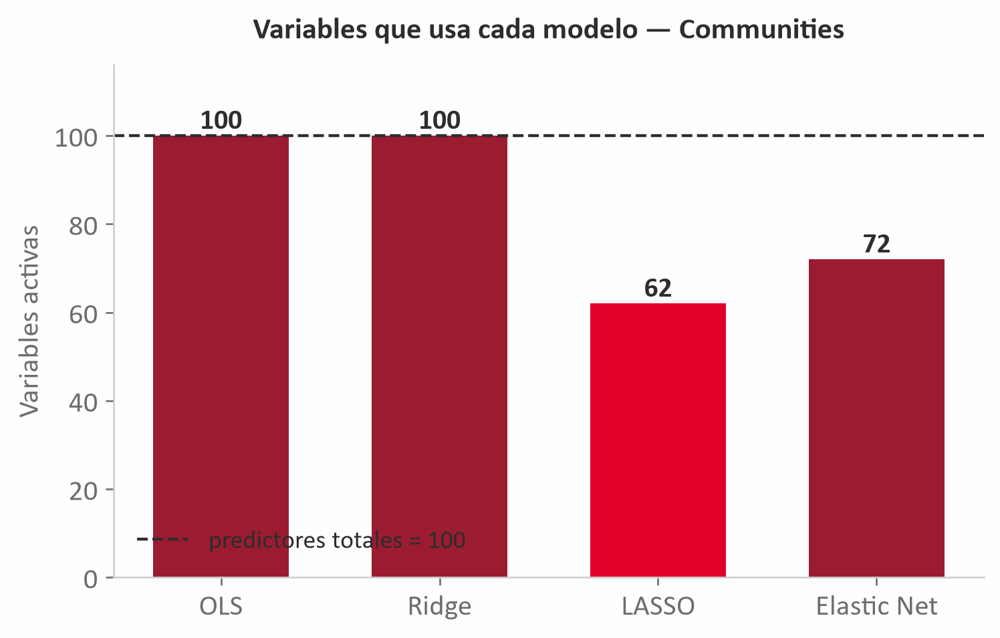 Variables que usa cada modelo — Communities
Variables activas
100
80
60
40
20
0
100
100
62
72
predictores totales = 100
OLS
Ridge
LASSO
Elastic Net